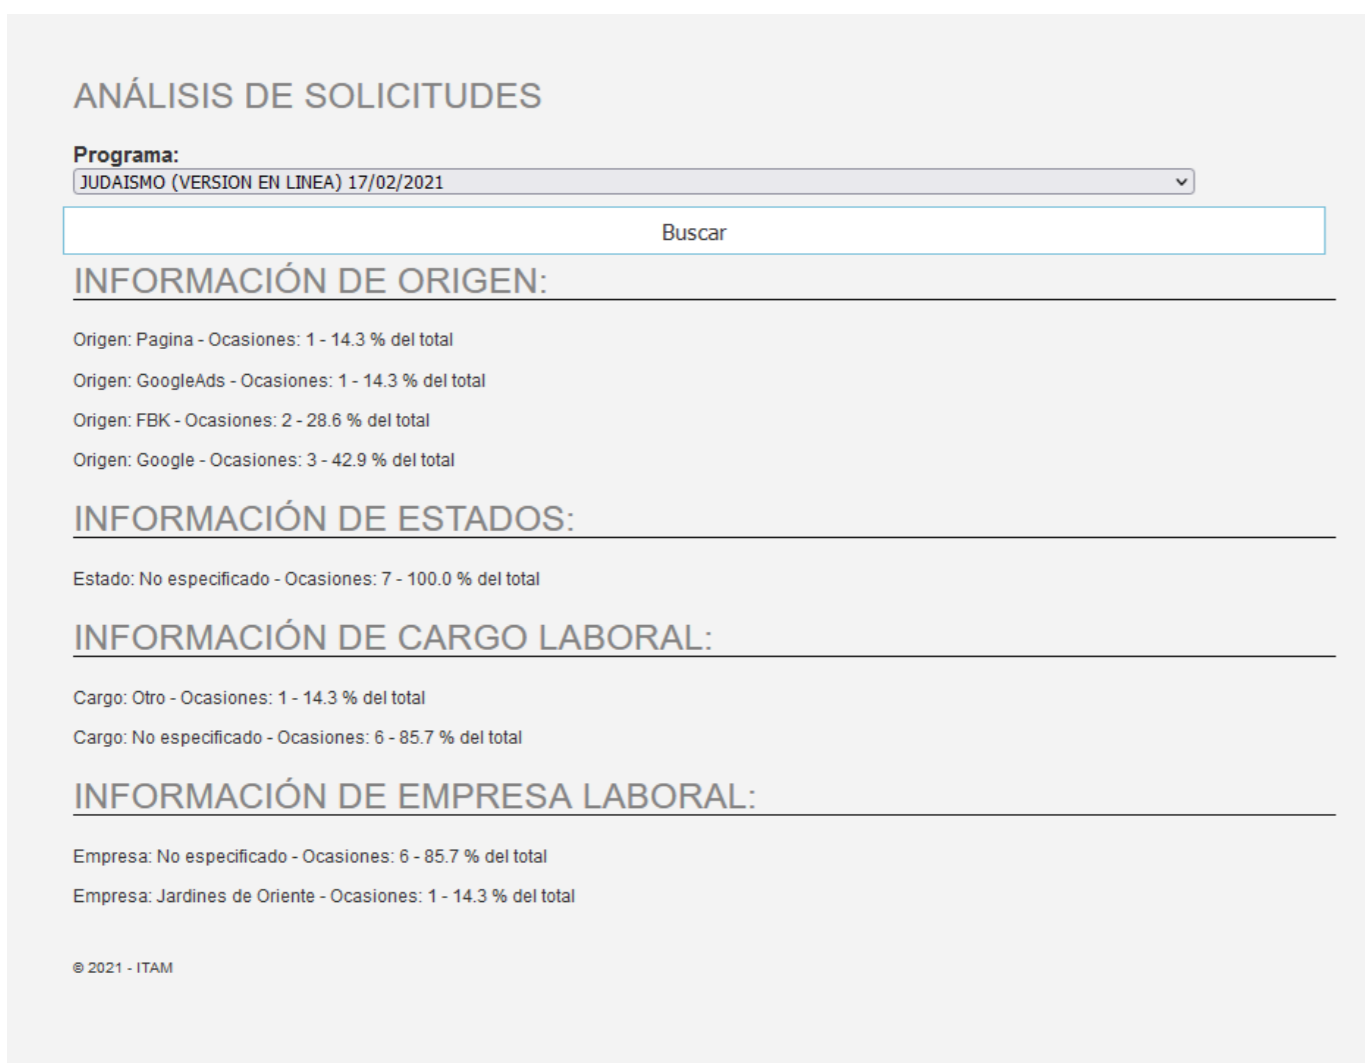 ANÁLISIS DE SOLICITUDES
Programa:
JUDAISMO (VERSION EN LINEA) 17/02/2021
Buscar
INFORMACIÓN DE ORIGEN:
Origen: Pagina - Ocasiones: 1 - 14.3 % del total
Origen: GoogleAds - Ocasiones: 1 - 14.3 % del total
Origen: FBK - Ocasiones: 2 - 28.6 % del total
Origen: Google - Ocasiones: 3 - 42.9 % del total
INFORMACIÓN DE ESTADOS:
Estado: No especificado - Ocasiones: 7 - 100.0 % del total
INFORMACIÓN DE CARGO LABORAL:
Cargo: Otro - Ocasiones: 1 - 14.3 % del total
Cargo: No especificado - Ocasiones: 6 - 85.7 % del total
INFORMACIÓN DE EMPRESA LABORAL:
Empresa: No especificado - Ocasiones: 6 - 85.7 % del total
Empresa: Jardines de Oriente - Ocasiones: 1 - 14.3 % del total
© 2021 - ITAM